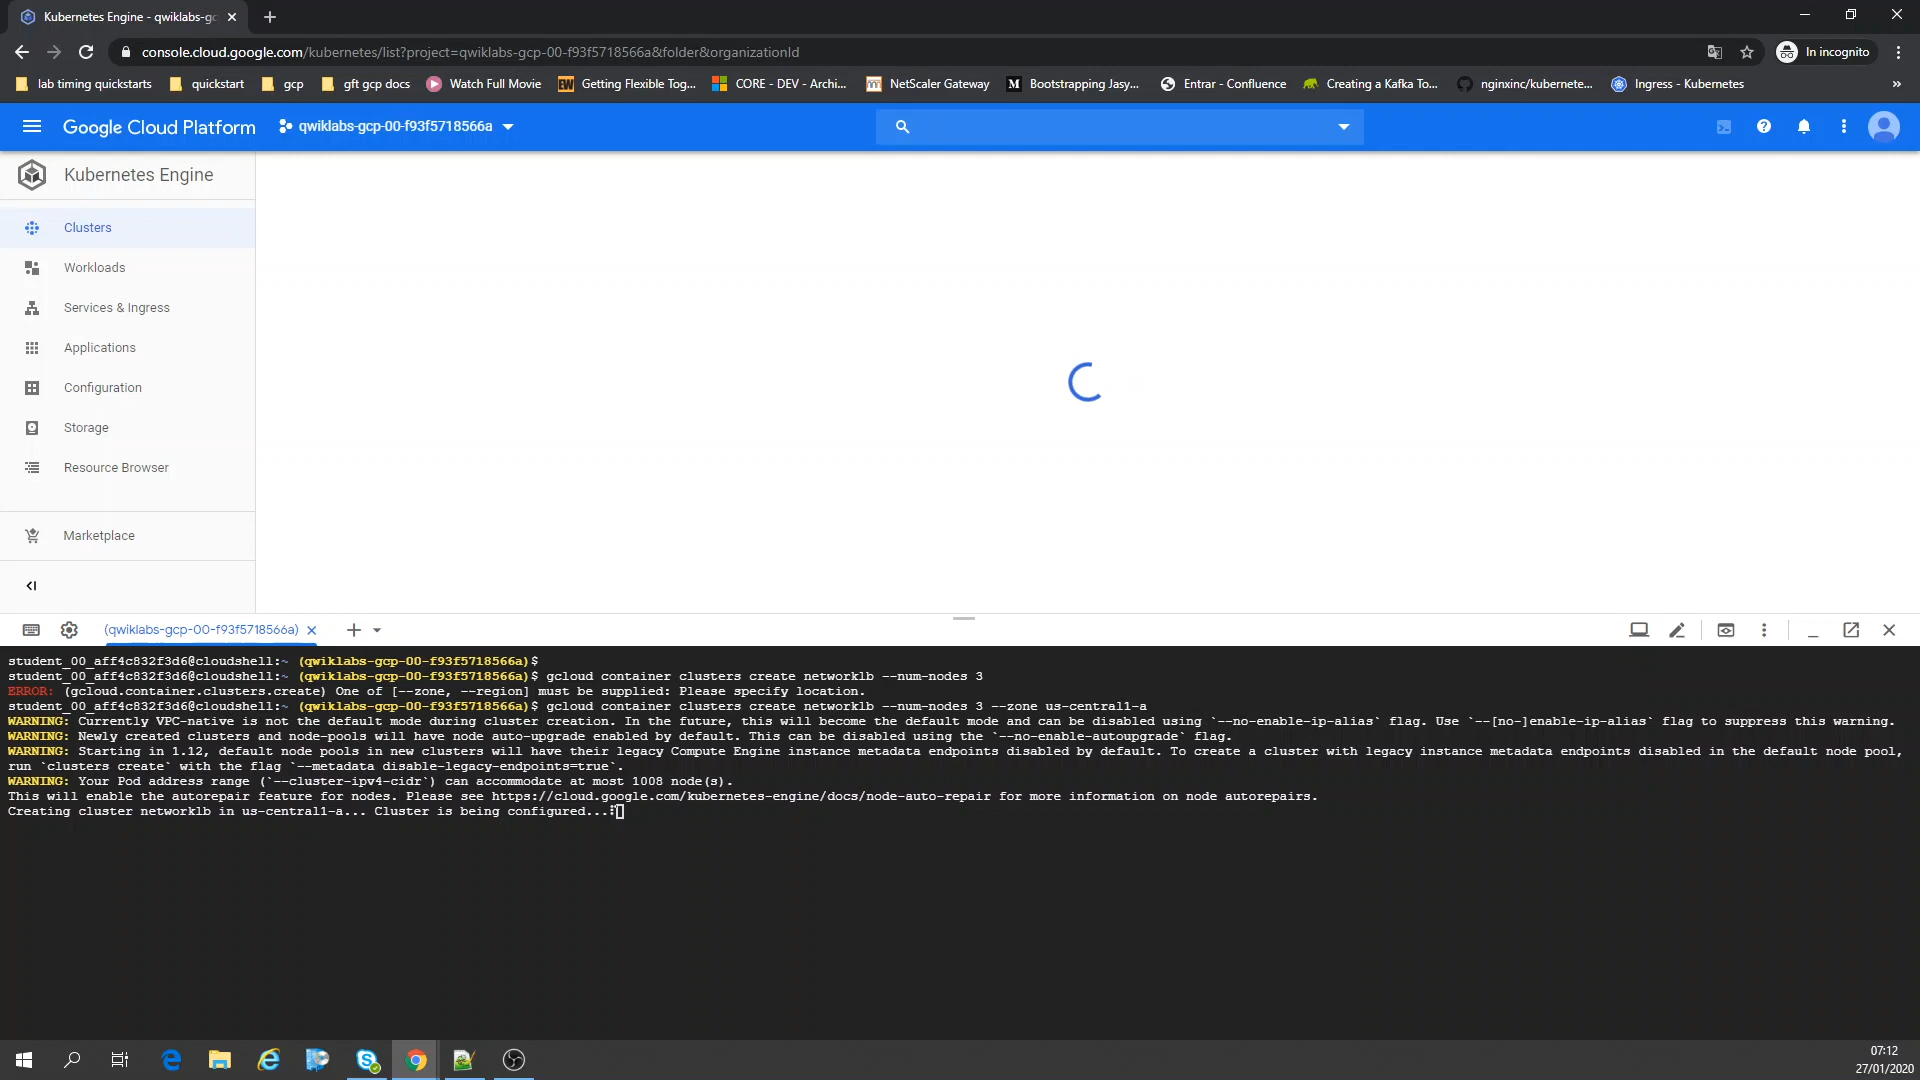 Kubernetes Engine - qwiklabs-gc
console.cloud.google.com/kubernetes/list?project=qwiklabs-gcp-00-f93f5718566a&folder&organizationId
In incognito
lab timing quickstarts
quickstart
gcp
gft gcp docs
Watch Full Movie
Getting Flexible Tog...
CORE - DEV - Archi...
NetScaler Gateway
M Bootstrapping Jasy...
Entrar - Confluence
Creating a Kafka To...
nginxinc/kubernete...
Ingress - Kubernetes
»
Google Cloud Platform
qwiklabs-gcp-00-f93f5718566a
Kubernetes Engine
Clusters
Workloads
Services & Ingress
Applications
Configuration
Storage
Resource Browser
Marketplace
(qwiklabs-gcp-00-f93f5718566a)
student_00_aff4c832f3d6@cloudshell:~ (qwiklabs-gcp-00-f93f5718566a)$
student_00_aff4c832f3d6@cloudshell:~ (qwiklabs-gcp-00-f93f5718566a)$ gcloud container clusters create networklb --num-nodes 3
ERROR: (gcloud.container.clusters.create) One of [--zone, --region] must be supplied: Please specify location.
student_00_aff4c832f3d6@cloudshell:~ (qwiklabs-gcp-00-f93f5718566a)$ gcloud container clusters create networklb --num-nodes 3 --zone us-central1-a
WARNING: Currently VPC-native is not the default mode during cluster creation. In the future, this will become the default mode and can be disabled using `--no-enable-ip-alias` flag. Use `--[no-]enable-ip-alias` flag to suppress this warning.
WARNING: Newly created clusters and node-pools will have node auto-upgrade enabled by default. This can be disabled using the `--no-enable-autoupgrade` flag.
WARNING: Starting in 1.12, default node pools in new clusters will have their legacy Compute Engine instance metadata endpoints disabled by default. To create a cluster with legacy instance metadata endpoints disabled in the default node pool,
run `clusters create` with the flag `--metadata disable-legacy-endpoints=true`.
WARNING: Your Pod address range (`--cluster-ipv4-cidr`) can accommodate at most 1008 node(s).
This will enable the autorepair feature for nodes. Please see https://cloud.google.com/kubernetes-engine/docs/node-auto-repair for more information on node autorepairs.
Creating cluster networklb in us-central1-a... Cluster is being configured...
07:12
27/01/2020